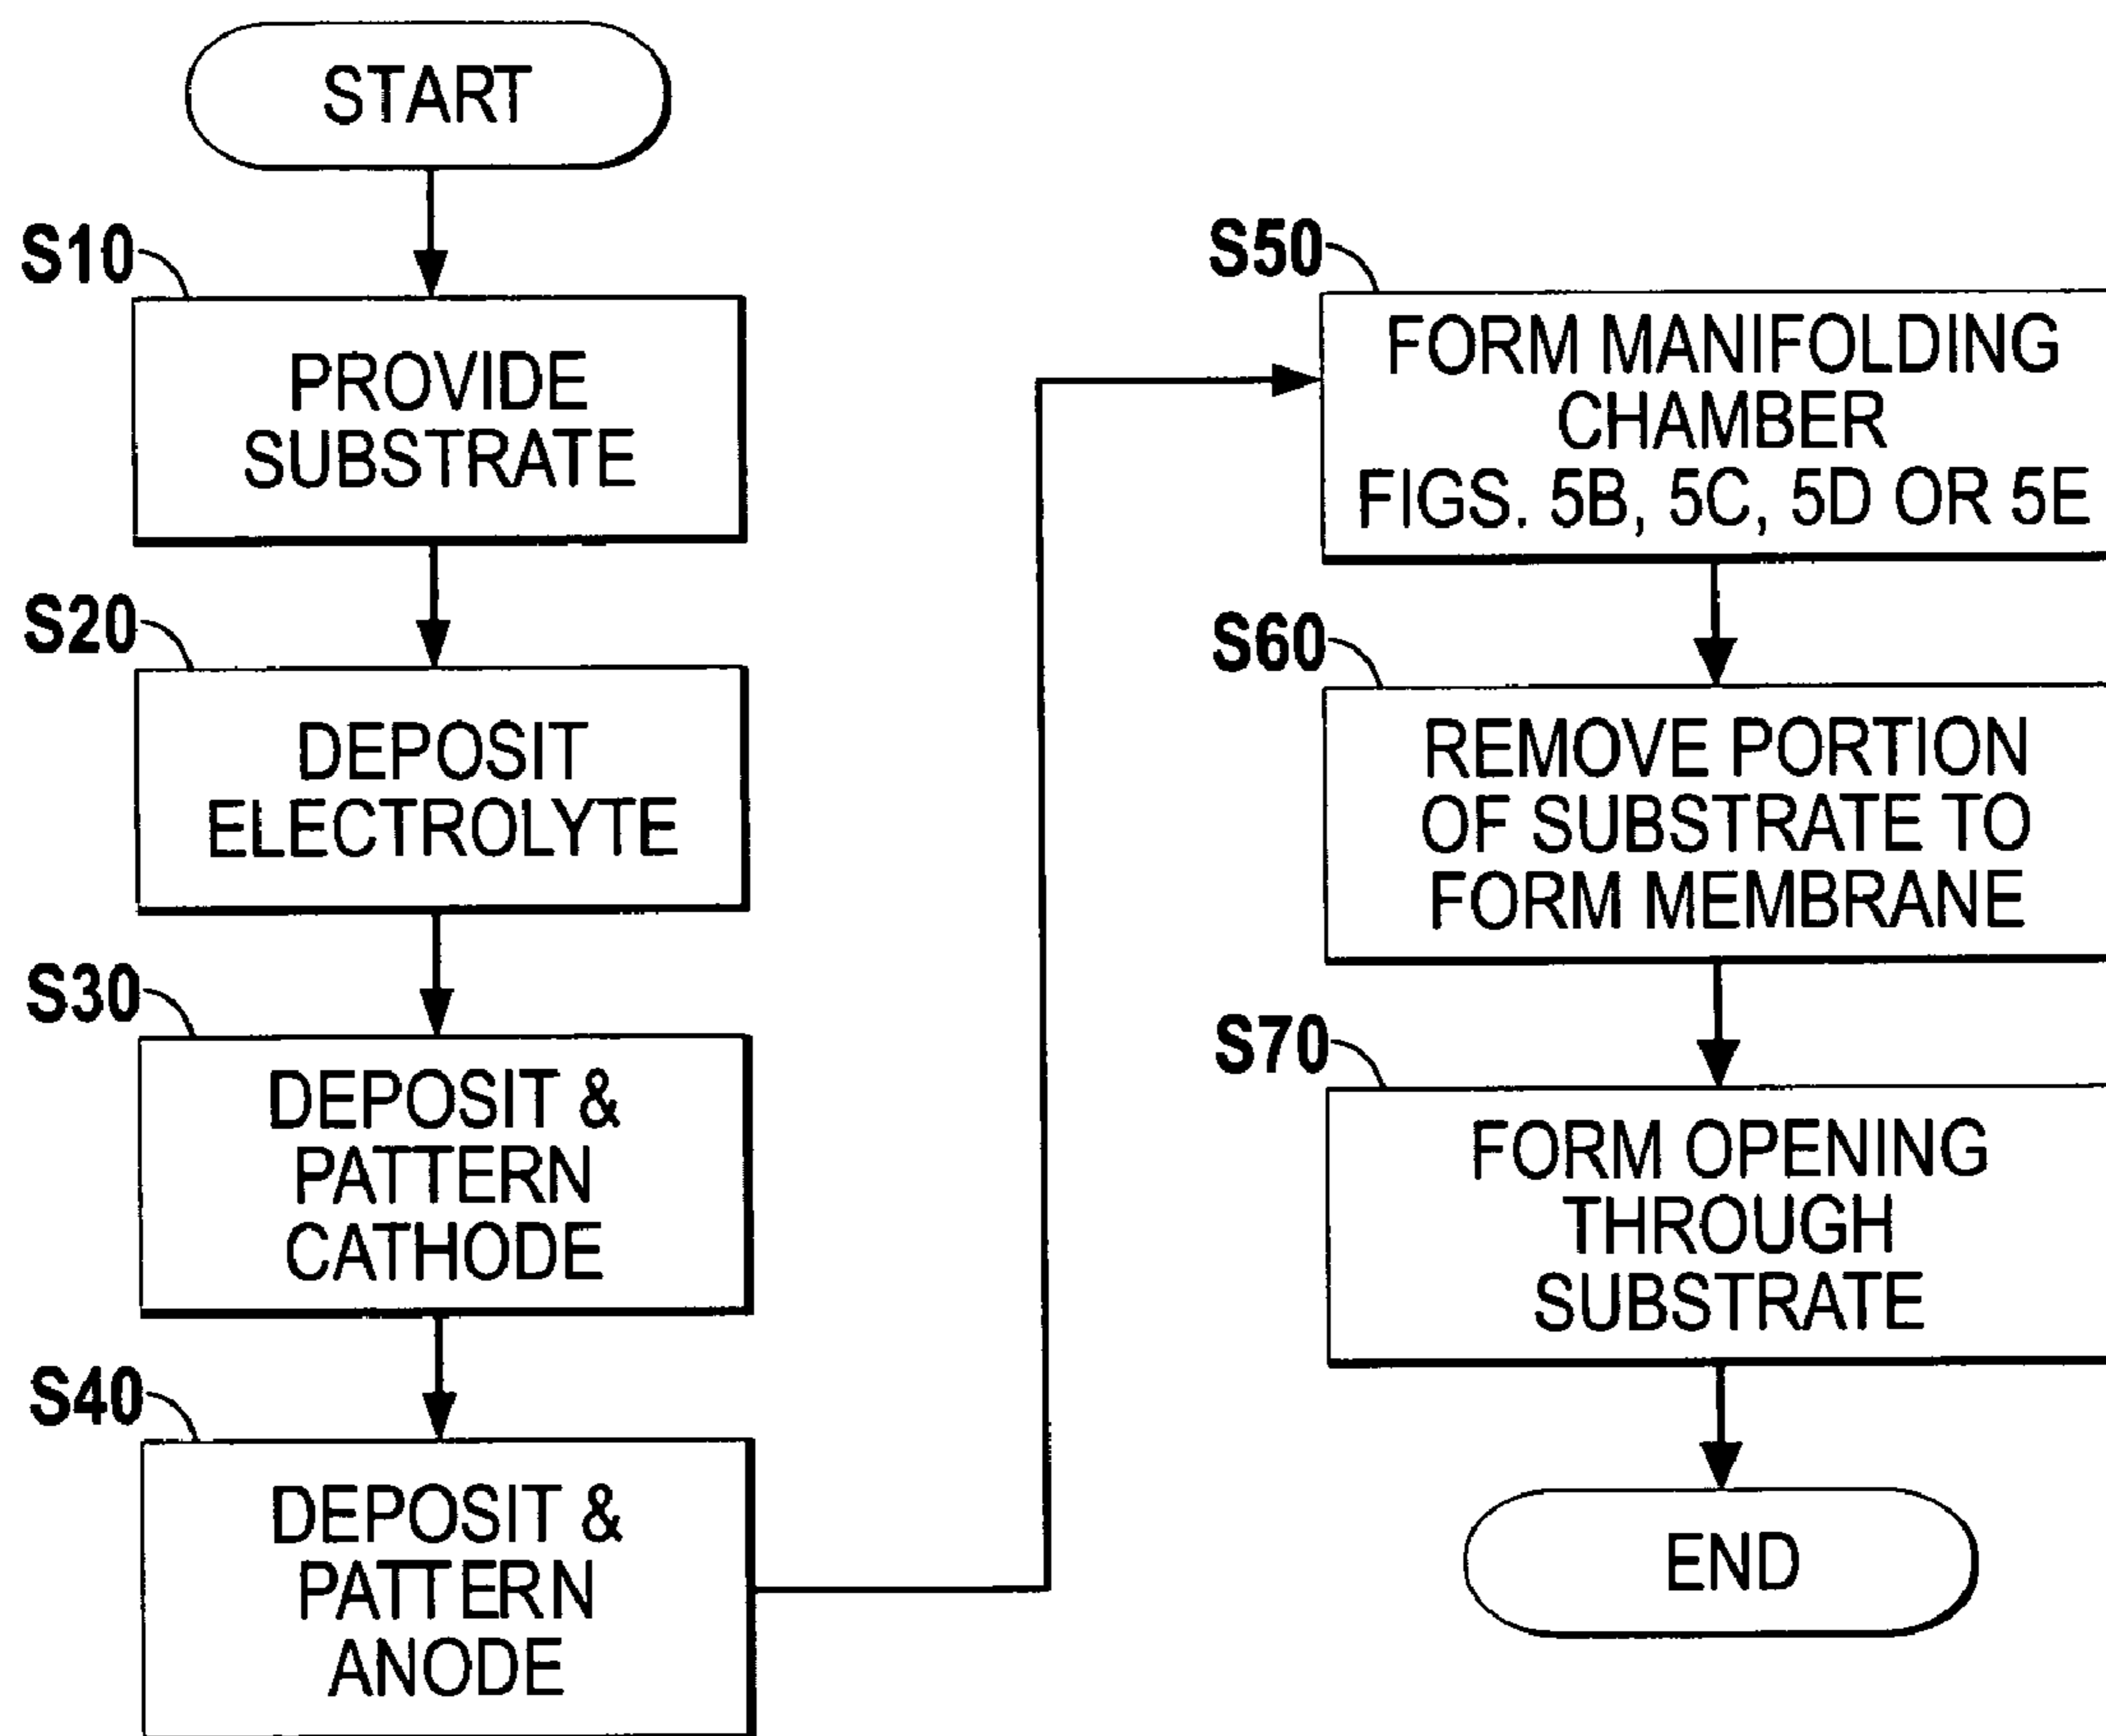 START
S10
PROVIDE
SUBSTRATE
S20
DEPOSIT
ELECTROLYTE
S30
DEPOSIT &
PATTERN
CATHODE
S40
DEPOSIT &
PATTERN
ANODE
S50
FORM MANIFOLDING
CHAMBER
FIGS. 5B, 5C, 5D OR 5E
S60
REMOVE PORTION
OF SUBSTRATE TO
FORM MEMBRANE
S70
FORM OPENING
THROUGH
SUBSTRATE
END